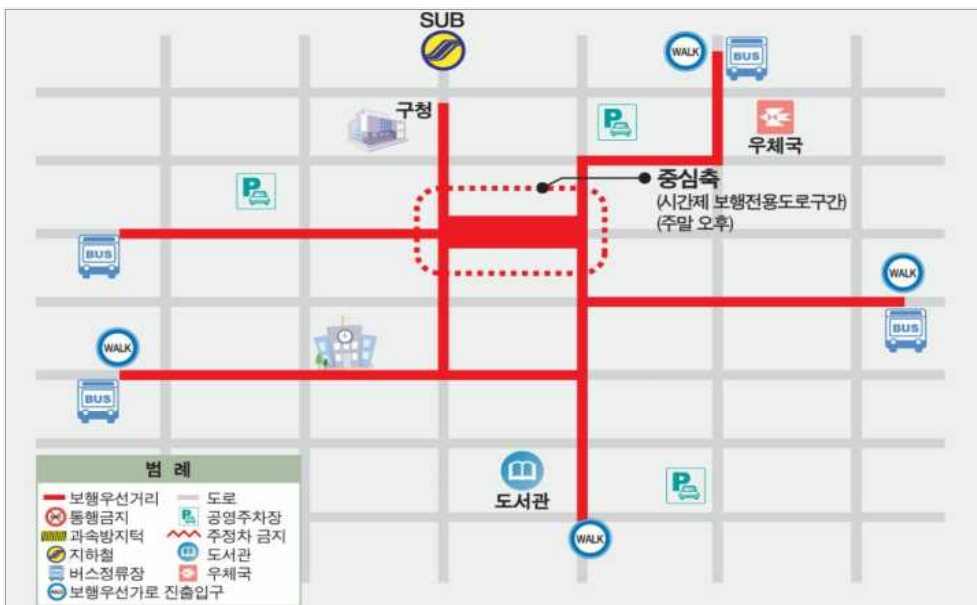 SUB
WALK
BUS
구청
P
우체국
중심축
(시간제 보행전용도로구간)
(주말 오후)
P
BUS
WALK
BUS
WALK
BUS
도서관
P
WALK
범 례
보행우선거리
도로
통행금지
공영주차장
과속방지턱
주정차 금지
지하철
도서관
버스정류장
우체국
보행우선가로 진출입구